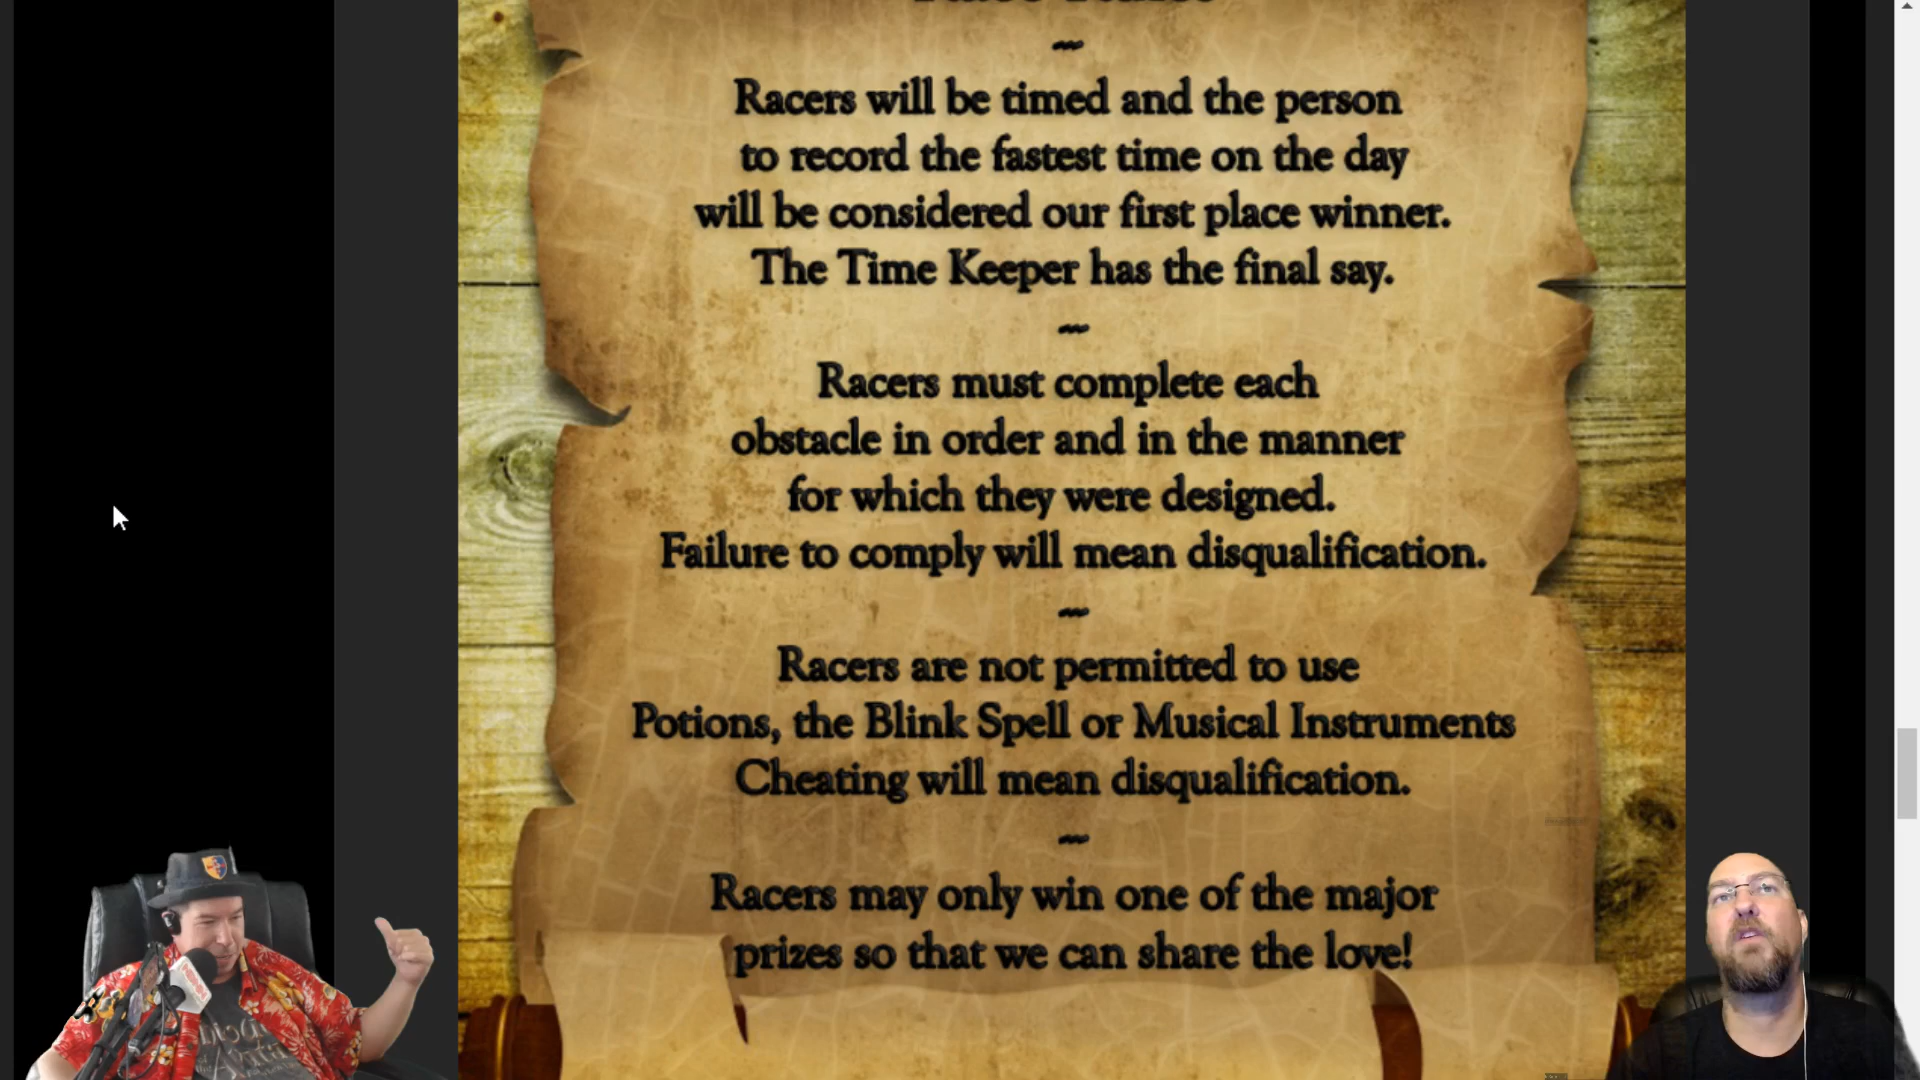 ~
Racers will be timed and the person
to record the fastest time on the day
will be considered our first place winner.
The Time Keeper has the final say.
~
Racers must complete each
obstacle in order and in the manner
for which they were designed.
Failure to comply will mean disqualification.
~
Racers are not permitted to use
Potions, the Blink Spell or Musical Instruments
Cheating will mean disqualification.
~
Racers may only win one of the major
prizes so that we can share the love!